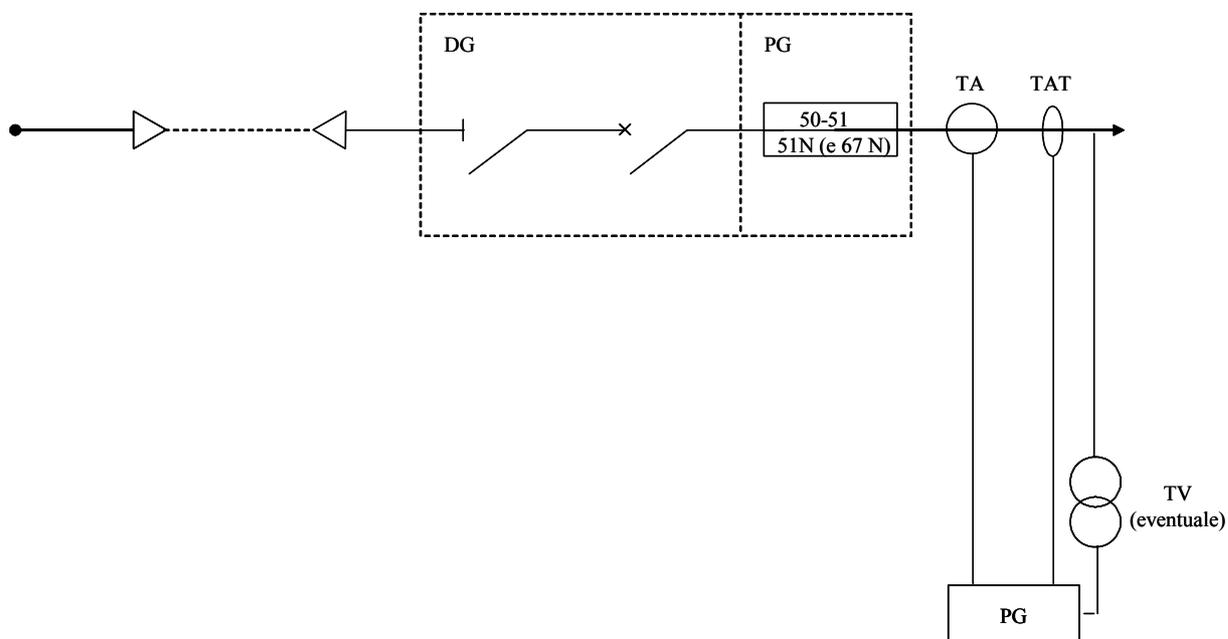 DG
PG
TA
TAT
50-51
51N (e 67 N)
TV
(eventuale)
PG